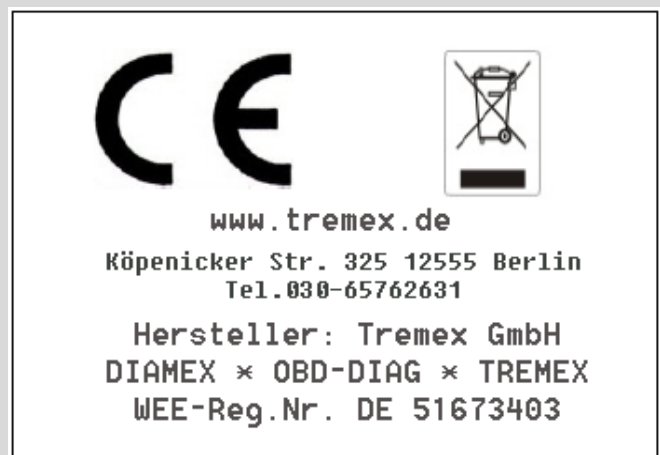 CE
www.tremex.de
Köpenicker Str. 325 12555 Berlin
Tel.030-65762631
Hersteller: Tremex GmbH
DIAMEX × OBD-DIAG × TREMEX
WEE-Reg.Nr. DE 51673403